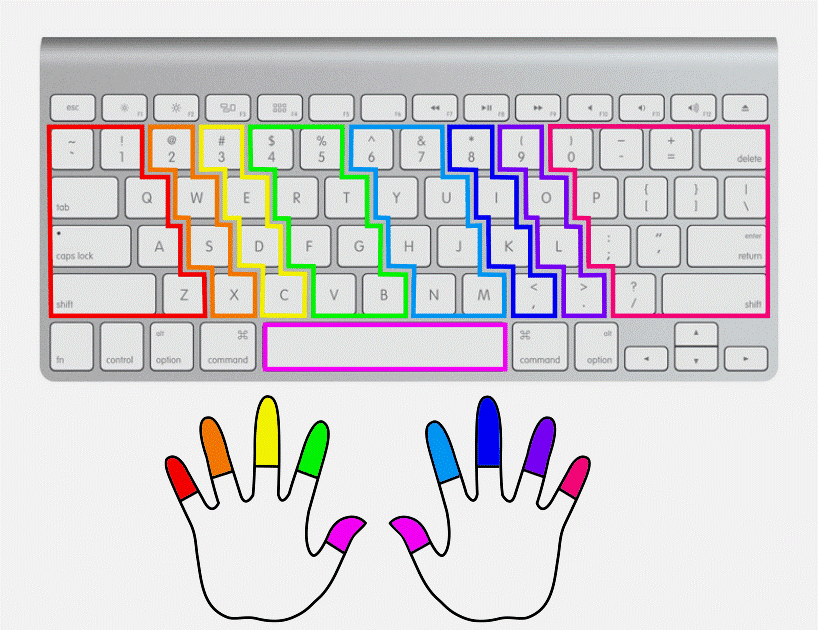 esc F1 F2 F3 F4 F5 F6 F7 F8 F9 F10 F11 F12
~ ! @ # $ % ^ & * ( ) — +
` 1 2 3 4 5 6 7 8 9 0 - = delete
tab Q W E R T Y U I O P { [ } ] | \
caps lock A S D F G H J K L : ; " ' enter return
shift Z X C V B N M < , > . ? / shift
fn control alt option ⌘ command ⌘ command alt option